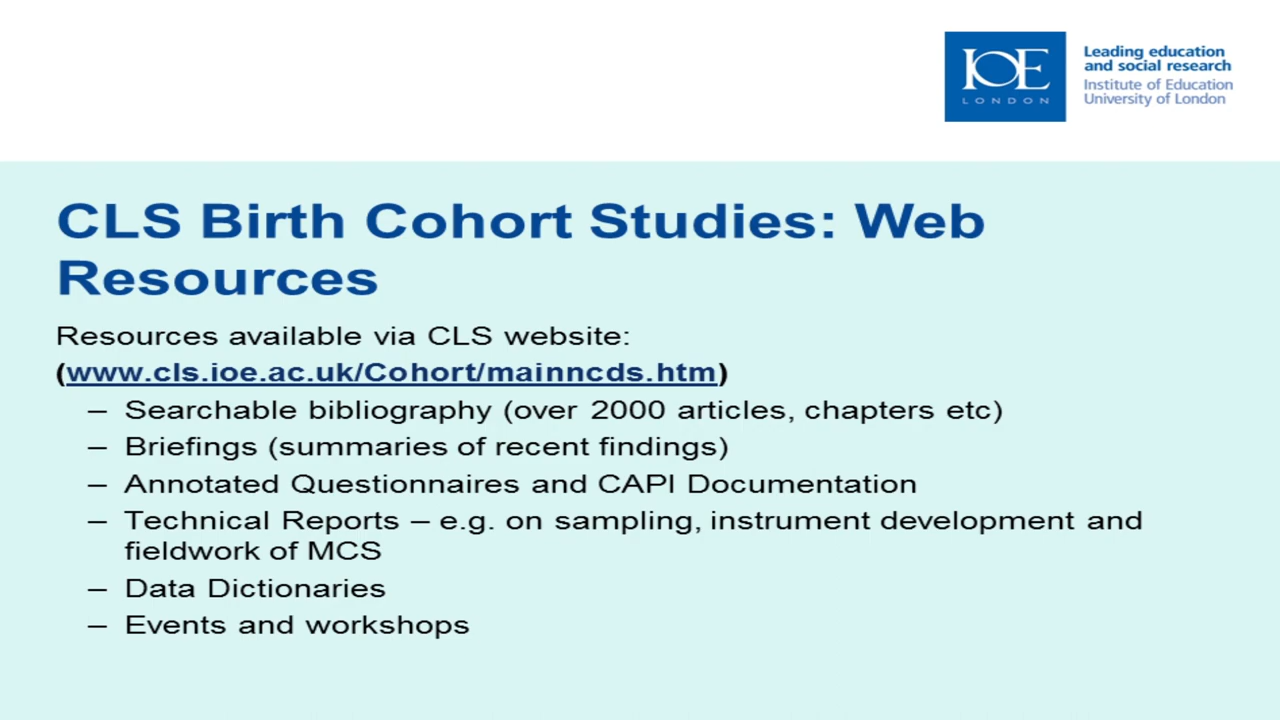 IOE
LONDON
Leading education
and social research
Institute of Education
University of London
CLS Birth Cohort Studies: Web
Resources
Resources available via CLS website:
(www.cls.ioe.ac.uk/Cohort/mainncds.htm)
– Searchable bibliography (over 2000 articles, chapters etc)
– Briefings (summaries of recent findings)
– Annotated Questionnaires and CAPI Documentation
– Technical Reports – e.g. on sampling, instrument development and
fieldwork of MCS
– Data Dictionaries
– Events and workshops